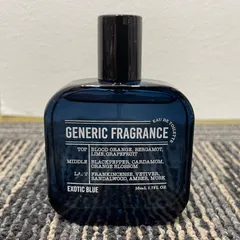 GENERIC FRAGRANCE
EAU DE TOILETTE
TOP BLOOD ORANGE, BERGAMOT,
LIME, GRAPEFRUIT
MIDDLE BLACKPEPPER, CARDAMOM,
ORANGE BLOSSOM
LAST FRANKINCENSE, VETIVER,
SANDALWOOD, AMBER, MUSK
EXOTIC BLUE